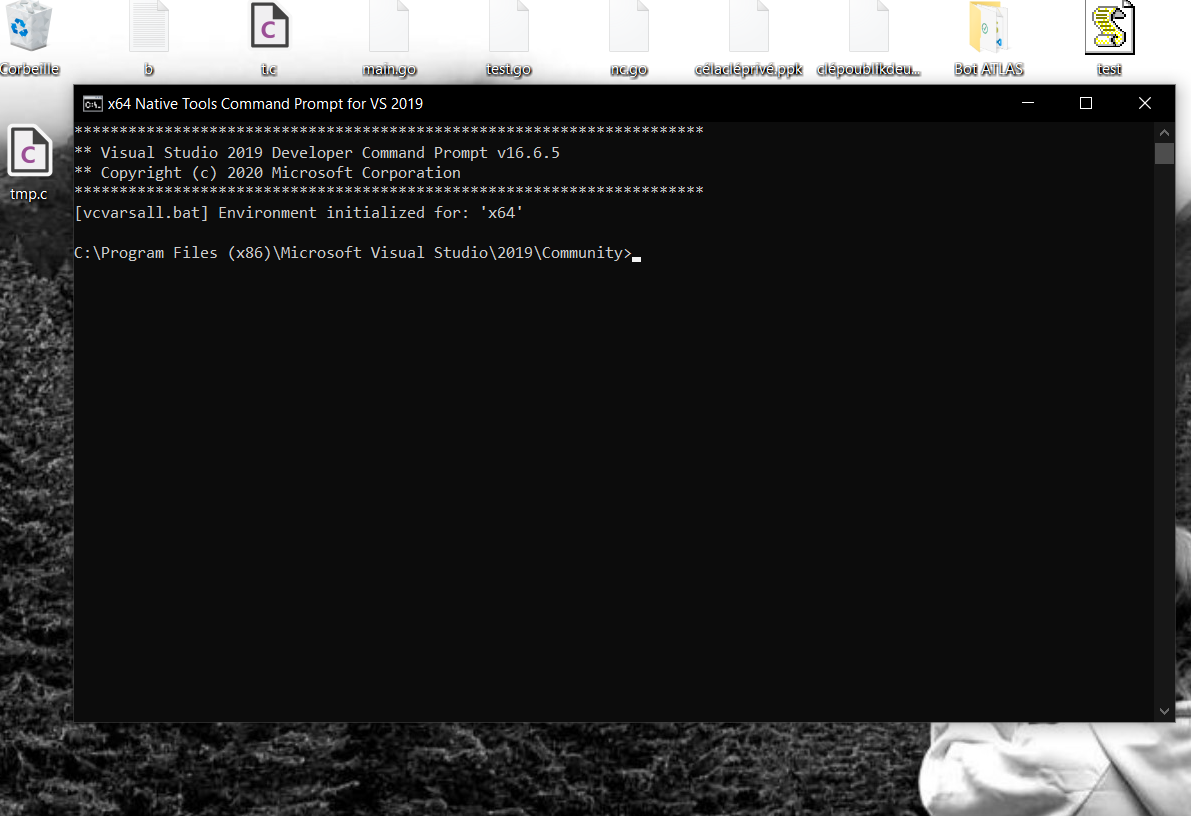 Corbeille
b
t.c
main.go
test.go
nc.go
célacléprivé.ppk
clépoublikdeu...
Bot ATLAS
test
tmp.c
x64 Native Tools Command Prompt for VS 2019
**********************************************************************
** Visual Studio 2019 Developer Command Prompt v16.6.5
** Copyright (c) 2020 Microsoft Corporation
**********************************************************************
[vcvarsall.bat] Environment initialized for: 'x64'
C:\Program Files (x86)\Microsoft Visual Studio\2019\Community>